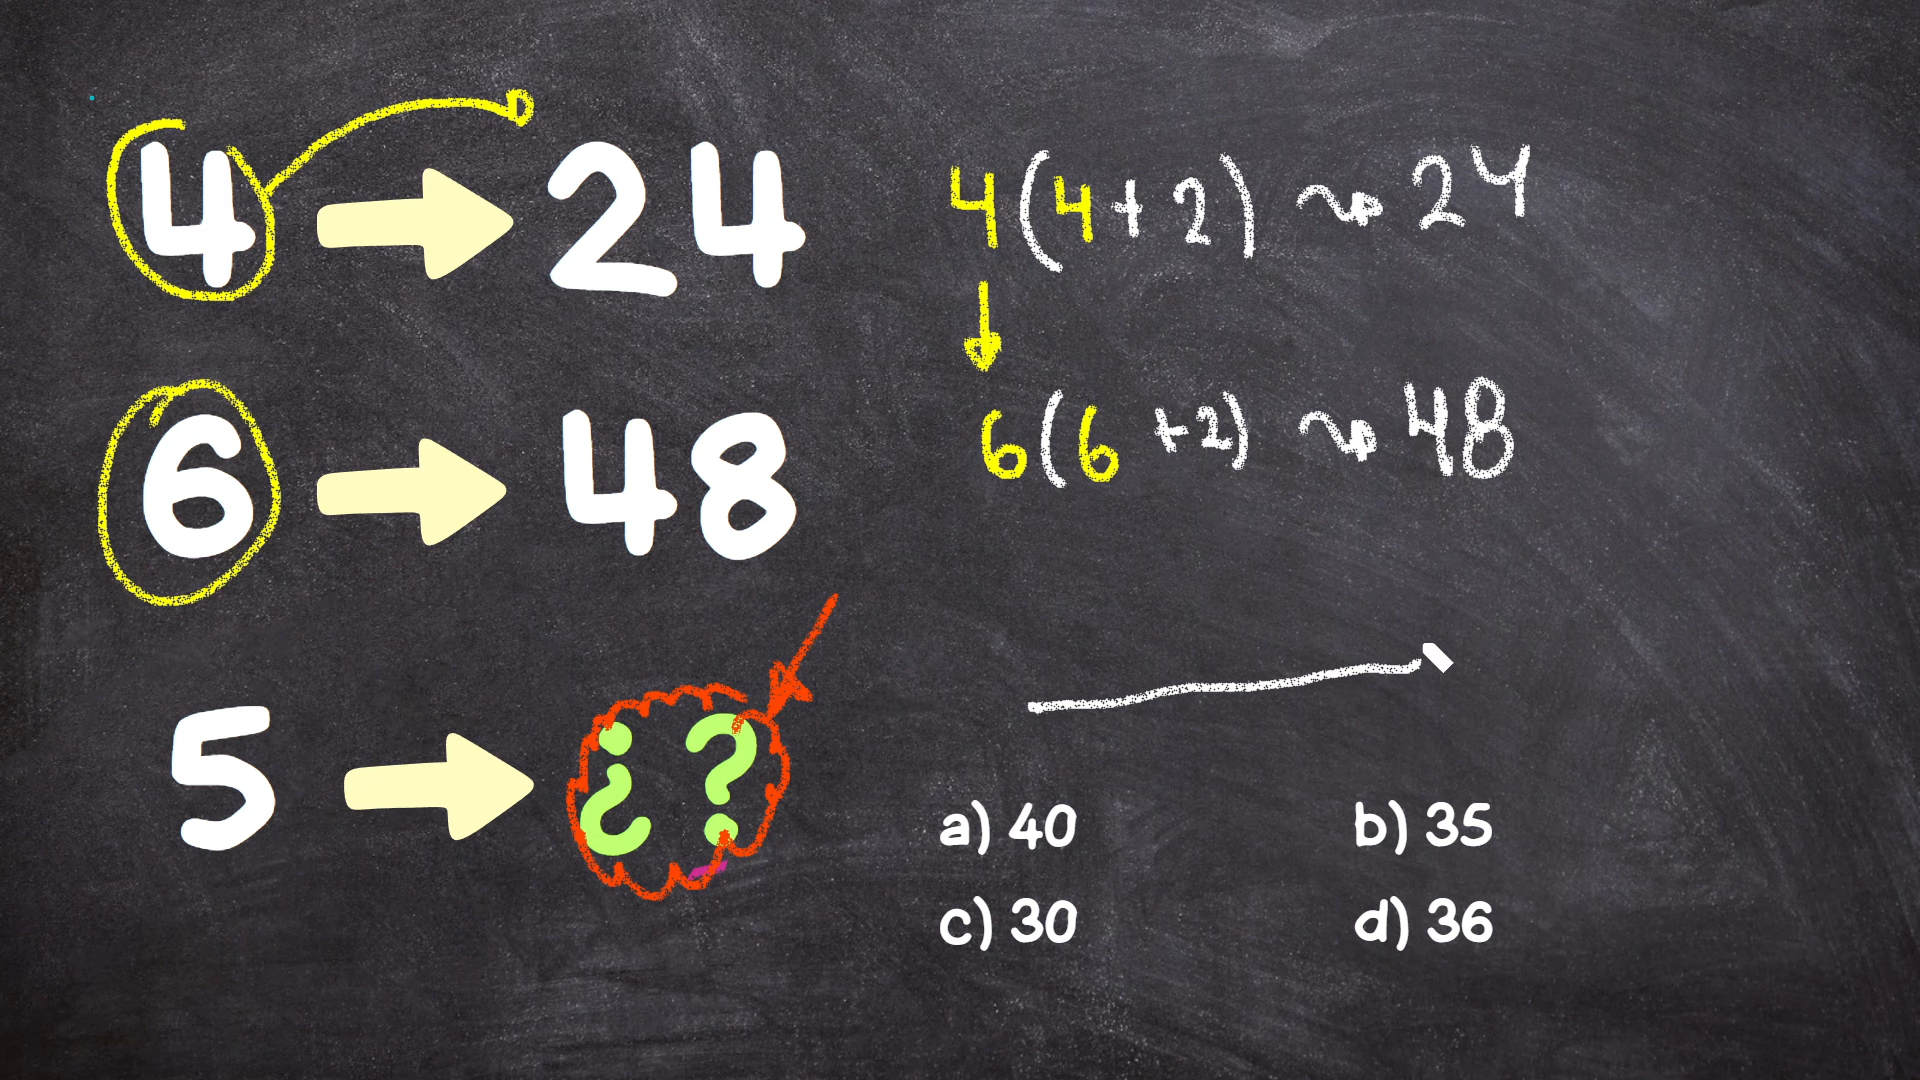 4 → 24
4(4+2) ⤳ 24
6 → 48
6(6+2) ⤳ 48
5 → ¿?
a) 40
b) 35
c) 30
d) 36